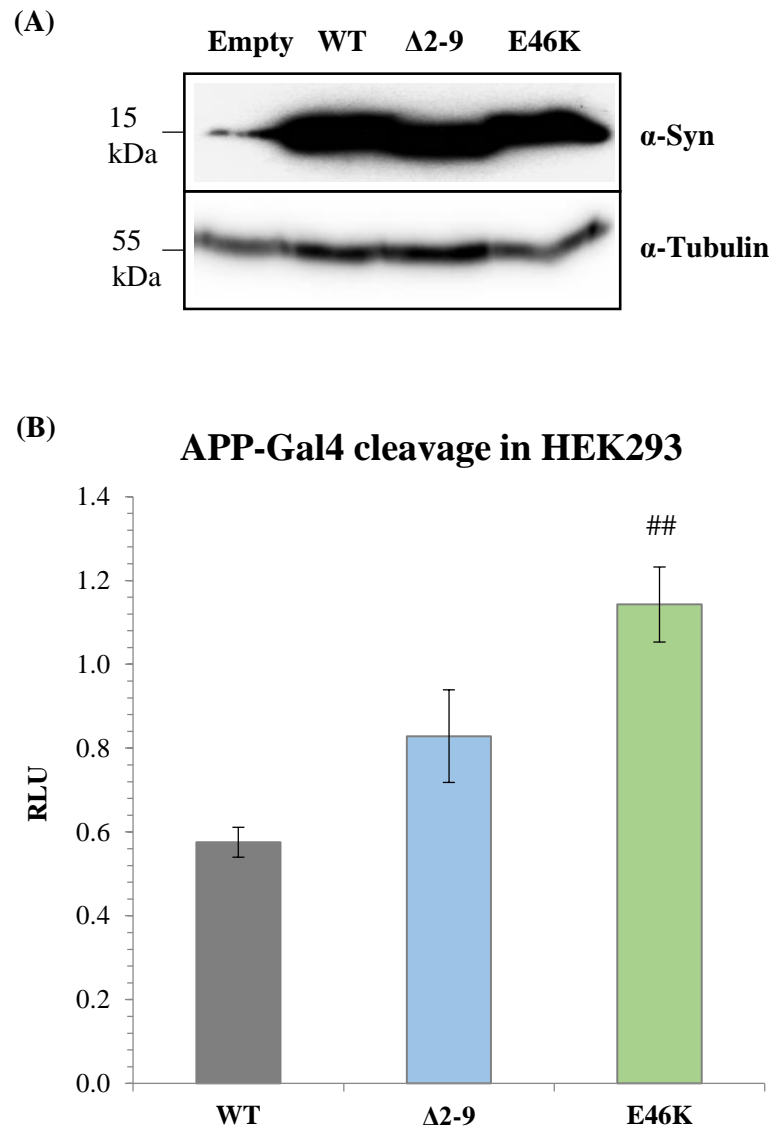 (A)
Empty WT Δ2-9 E46K
15
kDa
α-Syn
55
kDa
α-Tubulin
(B)
APP-Gal4 cleavage in HEK293
1.4
##
1.2
1.0
0.8
RLU
0.6
0.4
0.2
0.0
WT Δ2-9 E46K